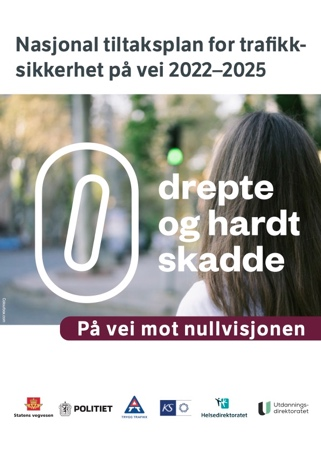 Nasjonal tiltaksplan for trafikk-
sikkerhet på vei 2022–2025
0 drepte
og hardt
skadde
På vei mot nullvisjonen
Statens vegvesen
POLITIET
TRYGG TRAFIKK
KS
Helsedirektoratet
Utdannings-
direktoratet